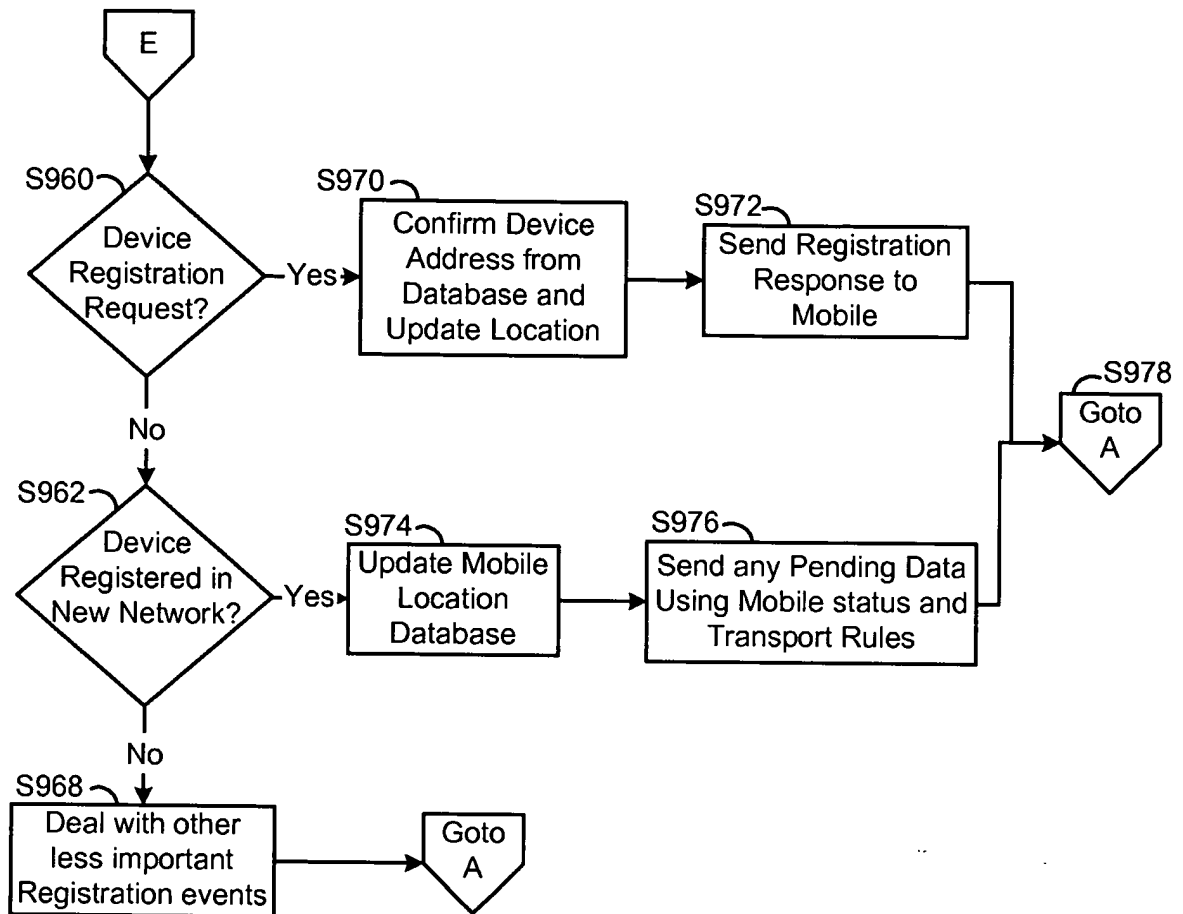 E
S960
Device
Registration
Request?
Yes
S970
Confirm Device
Address from
Database and
Update Location
S972
Send Registration
Response to
Mobile
S978
Goto
A
No
S962
Device
Registered in
New Network?
Yes
S974
Update Mobile
Location
Database
S976
Send any Pending Data
Using Mobile status and
Transport Rules
No
S968
Deal with other
less important
Registration events
Goto
A